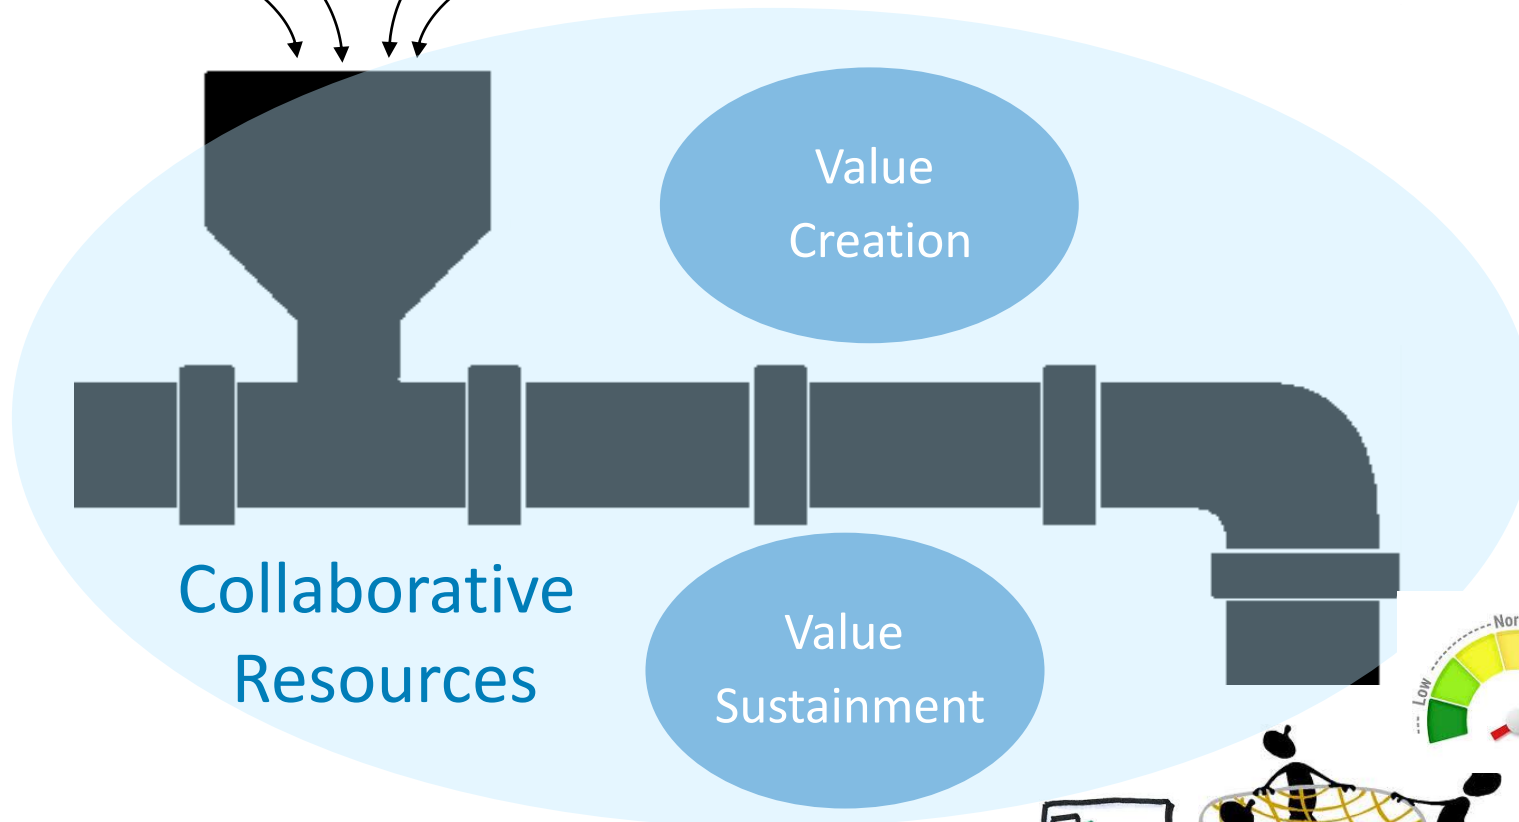 Value
Creation
Collaborative
Resources
Value
Sustainment
Low